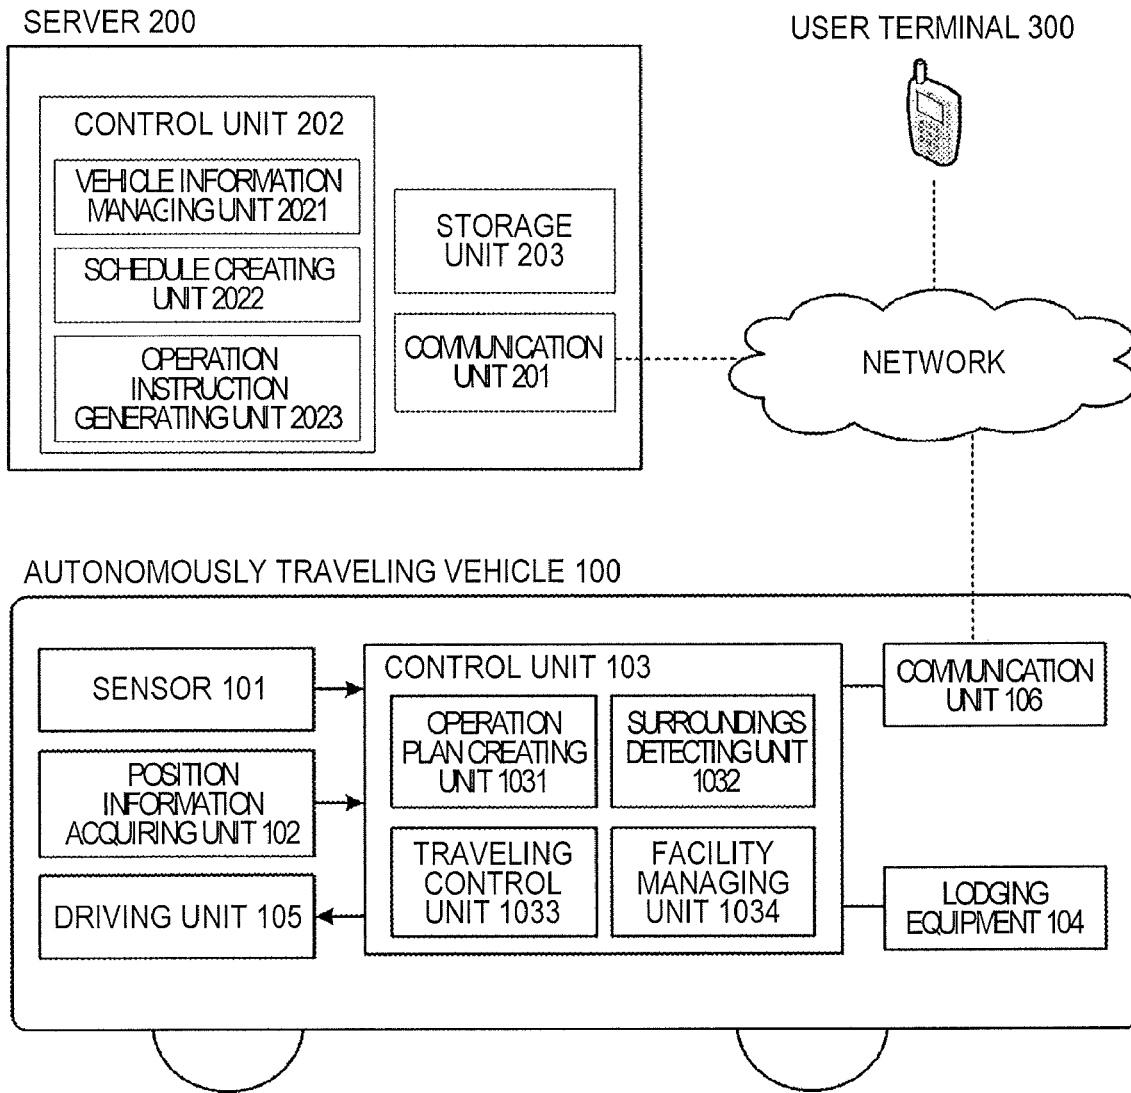 SERVER 200
USER TERMINAL 300
CONTROL UNIT 202
VEHICLE INFORMATION
MANAGING UNIT 2021
SCHEDULE CREATING
UNIT 2022
OPERATION
INSTRUCTION
GENERATING UNIT 2023
STORAGE
UNIT 203
COMMUNICATION
UNIT 201
NETWORK
AUTONOMOUSLY TRAVELING VEHICLE 100
SENSOR 101
POSITION
INFORMATION
ACQUIRING UNIT 102
DRIVING UNIT 105
CONTROL UNIT 103
OPERATION
PLAN CREATING
UNIT 1031
SURROUNDINGS
DETECTING UNIT
1032
TRAVELING
CONTROL
UNIT 1033
FACILITY
MANAGING
UNIT 1034
COMMUNICATION
UNIT 106
LODGING
EQUIPMENT 104